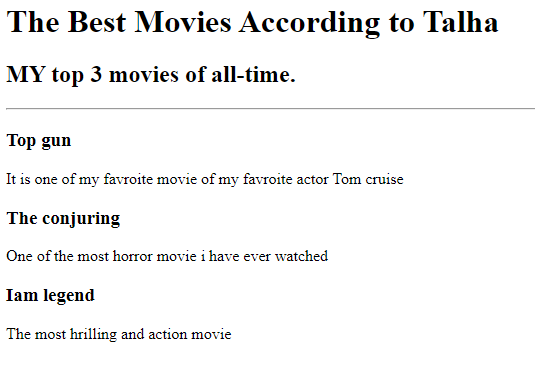 The Best Movies According to Talha
MY top 3 movies of all-time.
Top gun
It is one of my favroite movie of my favroite actor Tom cruise
The conjuring
One of the most horror movie i have ever watched
Iam legend
The most hrilling and action movie